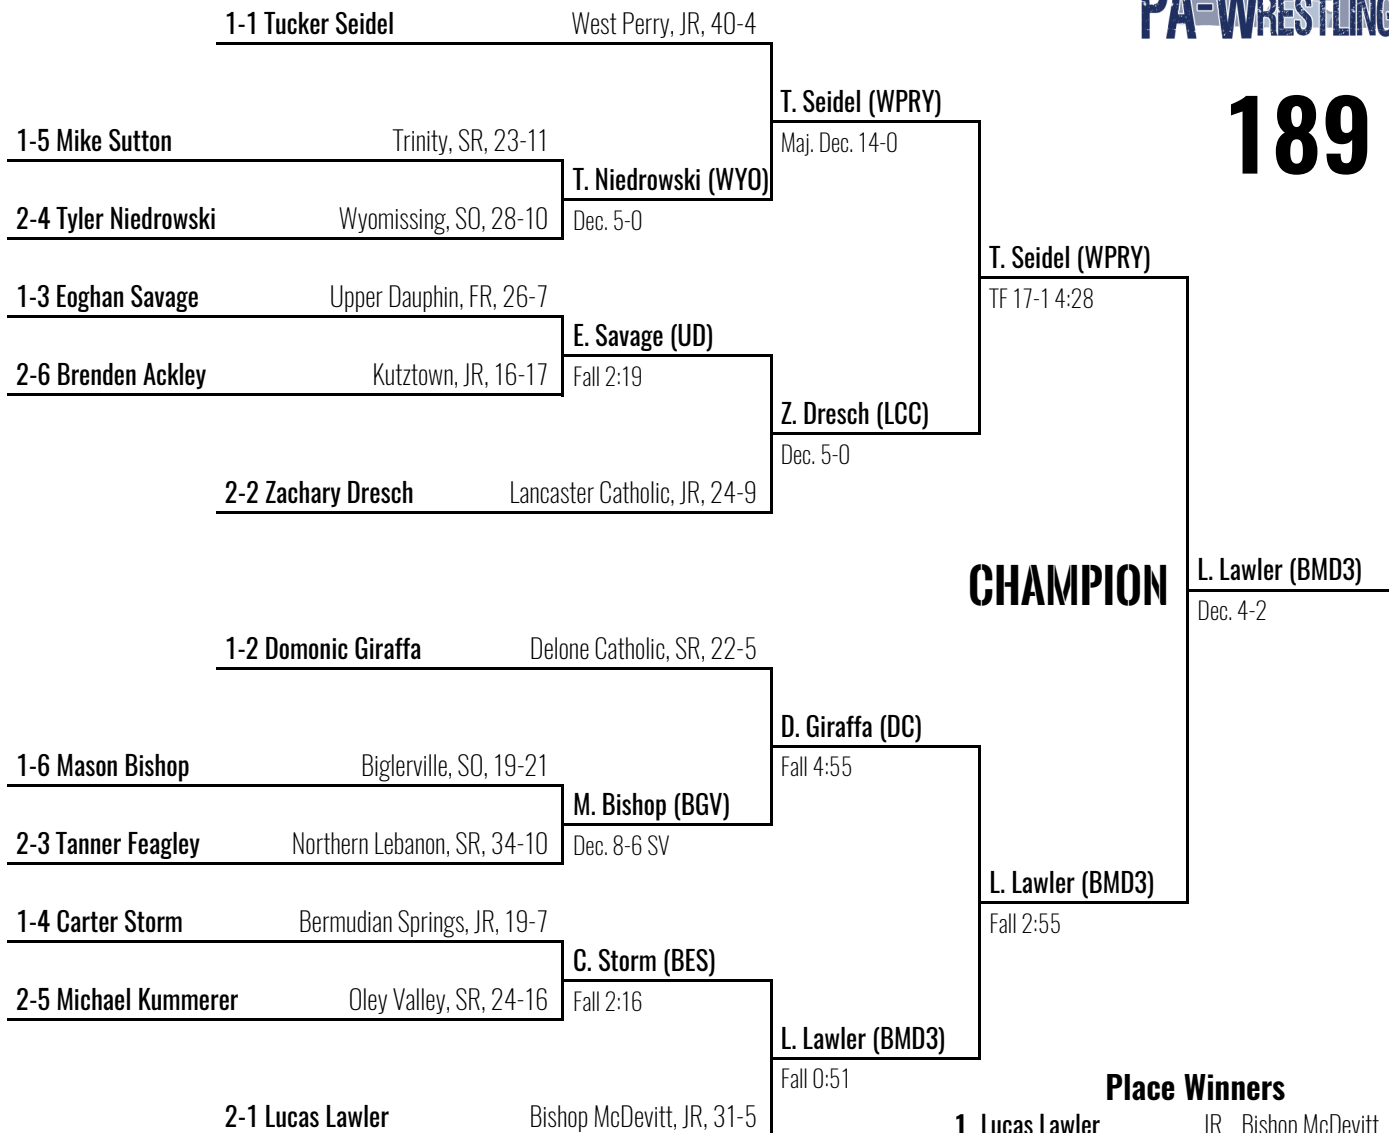 PA-WRESTLING
189
1-1 Tucker Seidel West Perry, JR, 40-4
T. Seidel (WPRY)
Maj. Dec. 14-0
1-5 Mike Sutton Trinity, SR, 23-11
T. Niedrowski (WYO)
Dec. 5-0
2-4 Tyler Niedrowski Wyomissing, SO, 28-10
T. Seidel (WPRY)
TF 17-1 4:28
1-3 Eoghan Savage Upper Dauphin, FR, 26-7
E. Savage (UD)
Fall 2:19
2-6 Brenden Ackley Kutztown, JR, 16-17
Z. Dresch (LCC)
Dec. 5-0
2-2 Zachary Dresch Lancaster Catholic, JR, 24-9
CHAMPION
L. Lawler (BMD3)
Dec. 4-2
1-2 Domonic Giraffa Delone Catholic, SR, 22-5
D. Giraffa (DC)
Fall 4:55
1-6 Mason Bishop Biglerville, SO, 19-21
M. Bishop (BGV)
Dec. 8-6 SV
2-3 Tanner Feagley Northern Lebanon, SR, 34-10
L. Lawler (BMD3)
Fall 2:55
1-4 Carter Storm Bermudian Springs, JR, 19-7
C. Storm (BES)
Fall 2:16
2-5 Michael Kummerer Oley Valley, SR, 24-16
L. Lawler (BMD3)
Fall 0:51
2-1 Lucas Lawler Bishop McDevitt, JR, 31-5
Place Winners
1 Lucas Lawler JR Bishop McDevitt